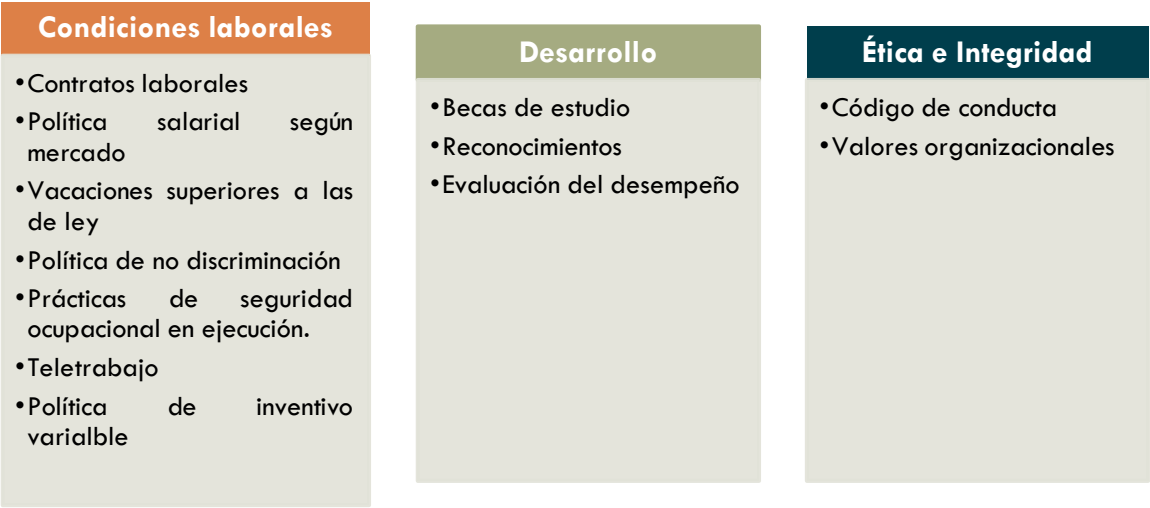 Condiciones laborales
•Contratos laborales
•Política salarial según
mercado
•Vacaciones superiores a las
de ley
•Política de no discriminación
•Prácticas de seguridad
ocupacional en ejecución.
•Teletrabajo
•Política de inventivo
varialble
Desarrollo
•Becas de estudio
•Reconocimientos
•Evaluación del desempeño
Ética e Integridad
•Código de conducta
•Valores organizacionales